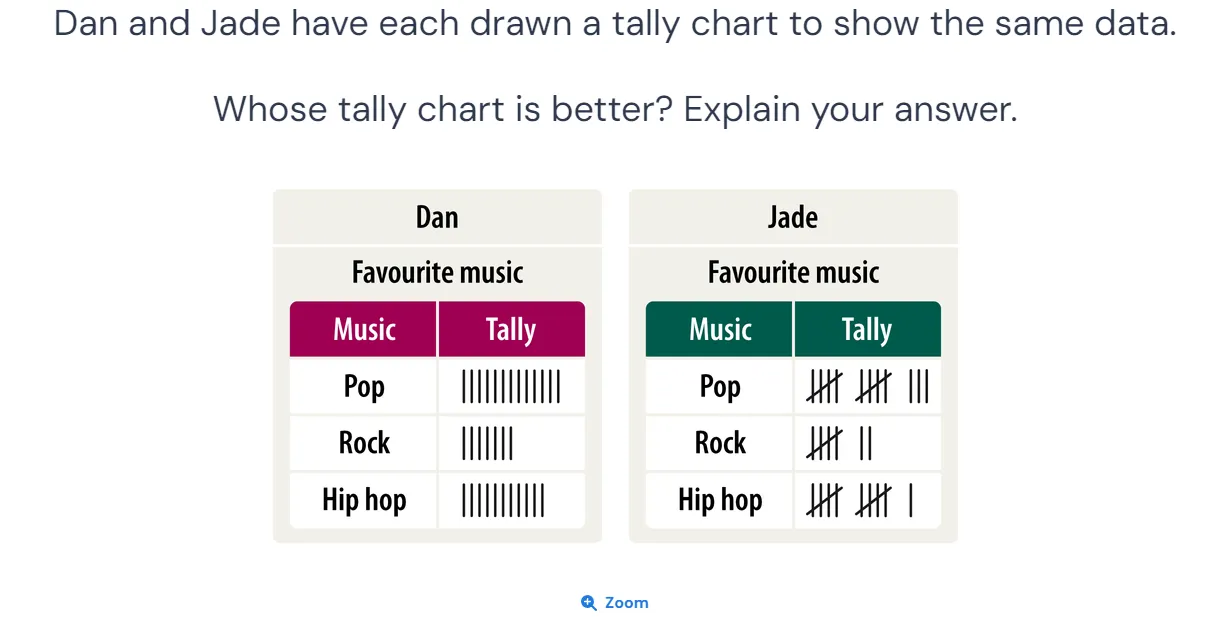 Dan and Jade have each drawn a tally chart to show the same data.
Whose tally chart is better? Explain your answer.
Dan
Favourite music
Music Tally
Pop
Rock
Hip hop
Jade
Favourite music
Music Tally
Pop
Rock
Hip hop
Zoom